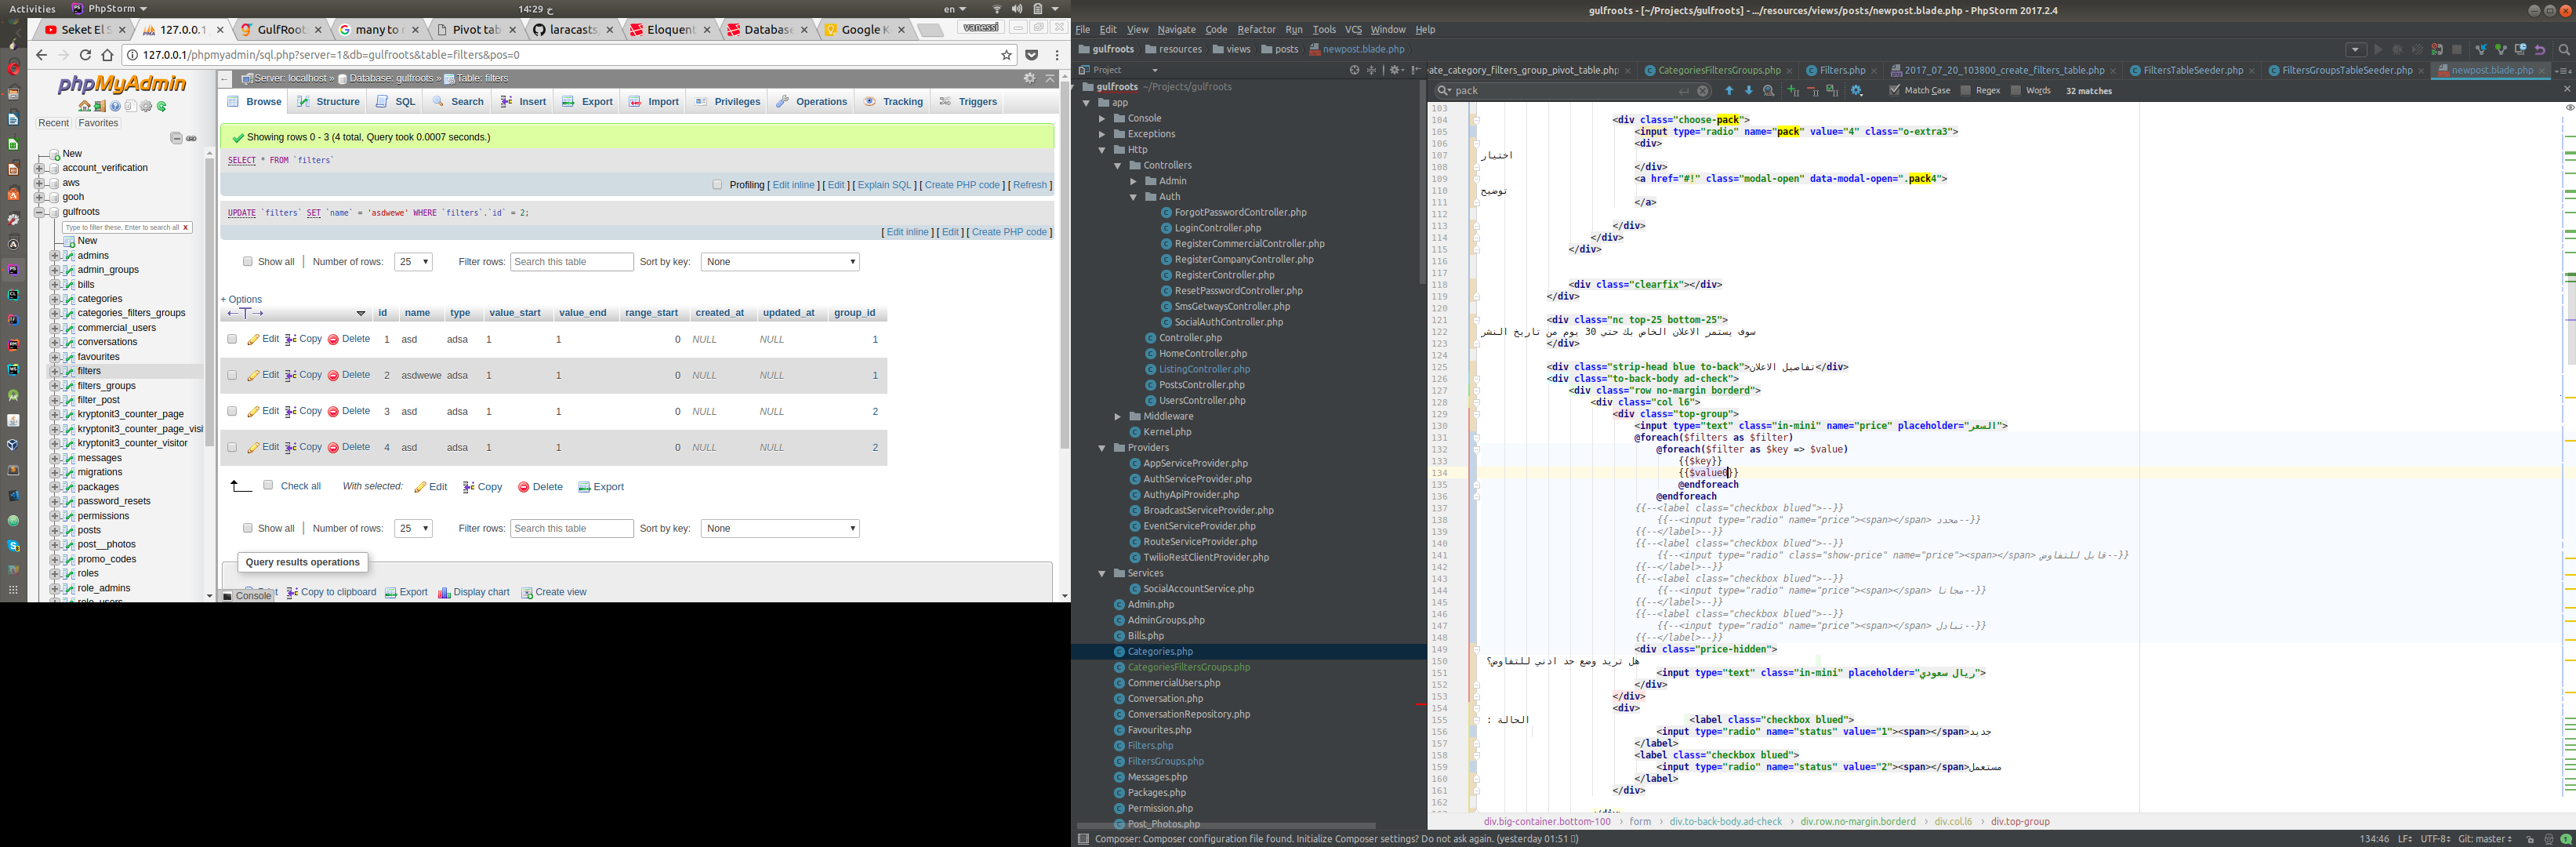 Activities PhpStorm 14:29 ح en
Seket El S 127.0.0.1 GulfRoot many to Pivot tab laracasts, Eloquent Database Google K vanessi
127.0.0.1/phpmyadmin/sql.php?server=1&db=gulfroots&table=filters&pos=0
phpMyAdmin
Recent Favorites
New
account_verification
aws
gooh
gulfroots
Type to filter these, Enter to search all X
New
admins
admin_groups
bills
categories
categories_filters_groups
commercial_users
conversations
favourites
filters
filters_groups
filter_post
kryptonit3_counter_page
kryptonit3_counter_page_visi
kryptonit3_counter_visitor
messages
migrations
packages
password_resets
permissions
posts
post__photos
promo_codes
roles
role_admins
Server: localhost » Database: gulfroots » Table: filters
Browse Structure SQL Search Insert Export Import Privileges Operations Tracking Triggers
Showing rows 0 - 3 (4 total, Query took 0.0007 seconds.)
SELECT * FROM `filters`
Profiling [ Edit inline ] [ Edit ] [ Explain SQL ] [ Create PHP code ] [ Refresh ]
UPDATE `filters` SET `name` = 'asdwewe' WHERE `filters`.`id` = 2;
[ Edit inline ] [ Edit ] [ Create PHP code ]
Show all Number of rows: 25 Filter rows: Search this table Sort by key: None
+ Options
id name type value_start value_end range_start created_at updated_at group_id
Edit Copy Delete 1 asd adsa 1 1 0 NULL NULL 1
Edit Copy Delete 2 asdwewe adsa 1 1 0 NULL NULL 1
Edit Copy Delete 3 asd adsa 1 1 0 NULL NULL 2
Edit Copy Delete 4 asd adsa 1 1 0 NULL NULL 2
Check all With selected: Edit Copy Delete Export
Show all Number of rows: 25 Filter rows: Search this table Sort by key: None
Query results operations
Copy to clipboard Export Display chart Create view
Console
gulfroots - [~/Projects/gulfroots] - .../resources/views/posts/newpost.blade.php - PhpStorm 2017.2.4
File Edit View Navigate Code Refactor Run Tools VCS Window Help
gulfroots resources views posts newpost.blade.php
Project
gulfroots ~/Projects/gulfroots
app
Console
Exceptions
Http
Controllers
Admin
Auth
ForgotPasswordController.php
LoginController.php
RegisterCommercialController.php
RegisterCompanyController.php
RegisterController.php
ResetPasswordController.php
SmsGetwaysController.php
SocialAuthController.php
Controller.php
HomeController.php
ListingController.php
PostsController.php
UsersController.php
Middleware
Kernel.php
Providers
AppServiceProvider.php
AuthServiceProvider.php
AuthyApiProvider.php
BroadcastServiceProvider.php
EventServiceProvider.php
RouteServiceProvider.php
TwilioRestClientProvider.php
Services
SocialAccountService.php
Admin.php
AdminGroups.php
Bills.php
Categories.php
CategoriesFiltersGroups.php
CommercialUsers.php
Conversation.php
ConversationRepository.php
Favourites.php
Filters.php
FiltersGroups.php
Messages.php
Packages.php
Permission.php
Post_Photos.php
eate_category_filters_group_pivot_table.php CategoriesFiltersGroups.php Filters.php 2017_07_20_103800_create_filters_table.php FiltersTableSeeder.php FiltersGroupsTableSeeder.php newpost.blade.php
pack Match Case Regex Words 32 matches
103
104 <div class="choose-pack">
105 <input type="radio" name="pack" value="4" class="o-extra3">
106 <div>
107 اختيار
108 </div>
109 <a href="#!" class="modal-open" data-modal-open=".pack4">
110 توضيح
111 </a>
112
113 </div>
114 </div>
115 </div>
116
117
118 <div class="clearfix"></div>
119 </div>
120
121 <div class="nc top-25 bottom-25">
122 سوف يستمر الاعلان الخاص بك حتي 30 يوم من تاريخ النشر
123 </div>
124
125 <div class="strip-head blue to-back">تفاصيل الاعلان</div>
126 <div class="to-back-body ad-check">
127 <div class="row no-margin borderd">
128 <div class="col l6">
129 <div class="top-group">
130 <input type="text" class="in-mini" name="price" placeholder="السعر">
131 @foreach($filters as $filter)
132 @foreach($filter as $key => $value)
133 {{$key}}
134 {{$value0}}
135 @endforeach
136 @endforeach
137 {{--<label class="checkbox blued">--}}
138 {{--<input type="radio" name="price"><span></span> محدد--}}
139 {{--</label>--}}
140 {{--<label class="checkbox blued">--}}
141 {{--<input type="radio" class="show-price" name="price"><span></span> قابل للتفاوض--}}
142 {{--</label>--}}
143 {{--<label class="checkbox blued">--}}
144 {{--<input type="radio" name="price"><span></span> مجانا--}}
145 {{--</label>--}}
146 {{--<label class="checkbox blued">--}}
147 {{--<input type="radio" name="price"><span></span> تبادل--}}
148 {{--</label>--}}
149 <div class="price-hidden">
150 هل تريد وضع حد ادني للتفاوض؟
151 <input type="text" class="in-mini" placeholder="ريال سعودي">
152 </div>
153 </div>
154 <div>
155 الحالة : <label class="checkbox blued">
156 <input type="radio" name="status" value="1"><span></span>جديد
157 </label>
158 <label class="checkbox blued">
159 <input type="radio" name="status" value="2"><span></span>مستعمل
160 </label>
161 </div>
162
div.big-container.bottom-100 form div.to-back-body.ad-check div.row.no-margin.borderd div.col.l6 div.top-group
Composer: Composer configuration file found. Initialize Composer settings? Do not ask again. (yesterday 01:51 134:46 LF UTF-8 Git: master